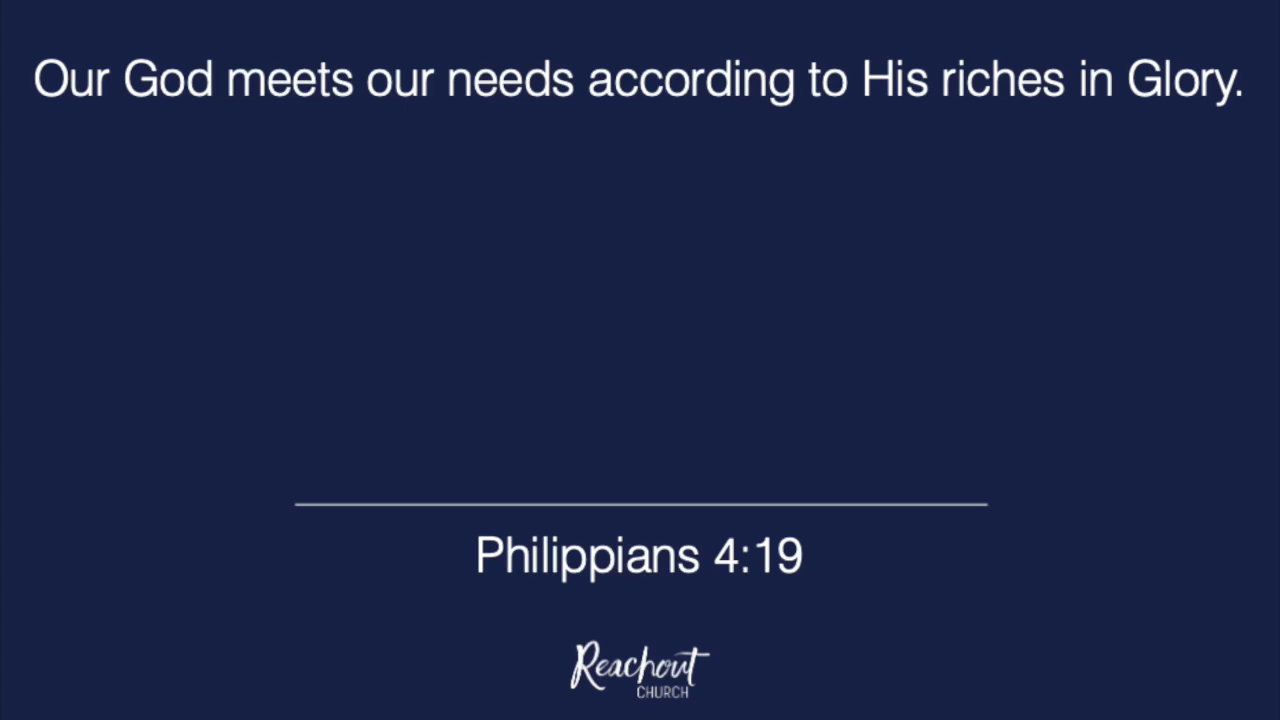 Our God meets our needs according to His riches in Glory.
Philippians 4:19
Reachout
CHURCH